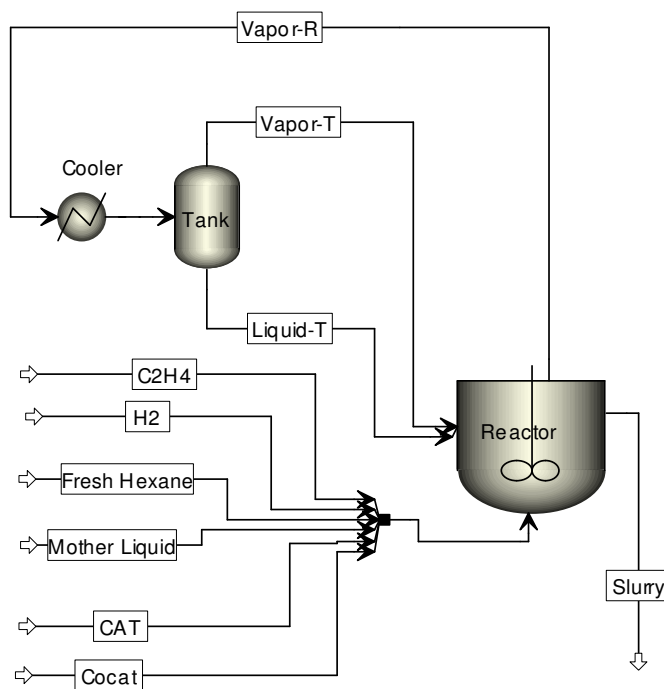 Vapor-R
Vapor-T
Cooler
Tank
Liquid-T
C2H4
H2
Reactor
Fresh Hexane
Mother Liquid
Slurry
CAT
Cocat